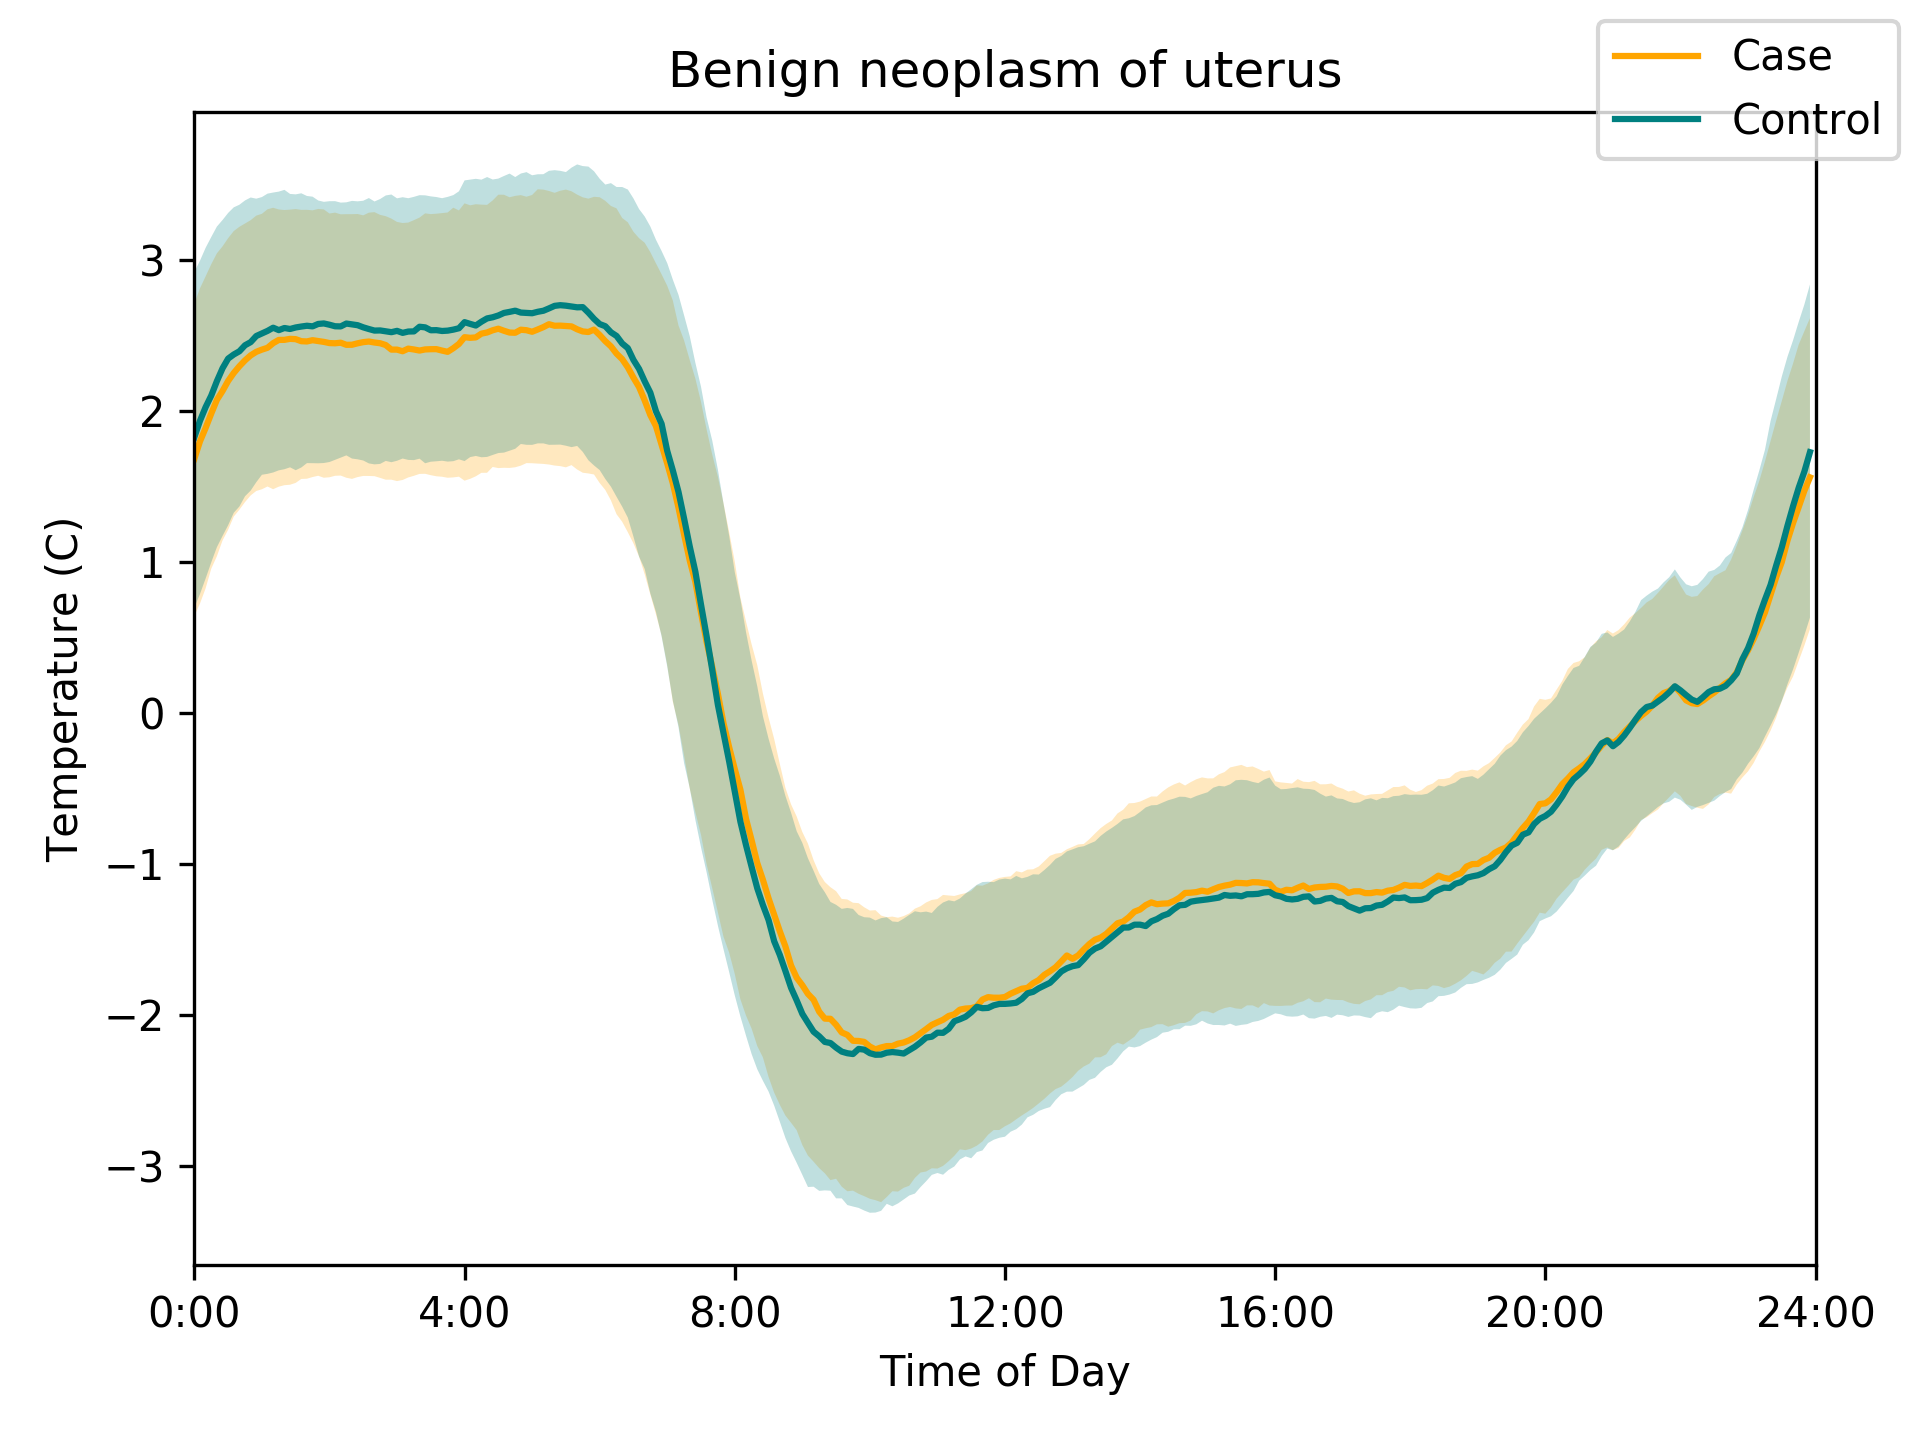 Benign neoplasm of uterus
Case
Control
Temperature (C)
3
2
1
0
−1
−2
−3
0:00 4:00 8:00 12:00 16:00 20:00 24:00
Time of Day